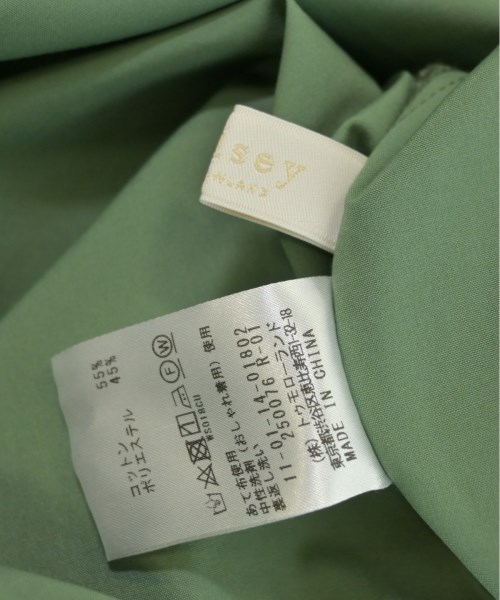 sey
コットン 55%
ポリエステル 45%
F W
WS018CU
あて布使用
中性洗剤(おしゃれ着用)使用
裏返し洗い
11-01-14-01802
250076 R-01
(株) トゥモローランド
東京都渋谷区恵比寿西1-32-18
MADE IN CHINA